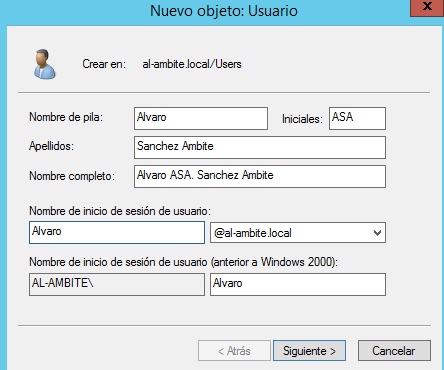 Nuevo objeto: Usuario
x
Crear en: al-ambite.local/Users
Nombre de pila: Alvaro Iniciales: ASA
Apellidos: Sanchez Ambite
Nombre completo: Alvaro ASA. Sanchez Ambite
Nombre de inicio de sesión de usuario:
Alvaro @al-ambite.local
Nombre de inicio de sesión de usuario (anterior a Windows 2000):
AL-AMBITE\ Alvaro
< Atrás Siguiente > Cancelar